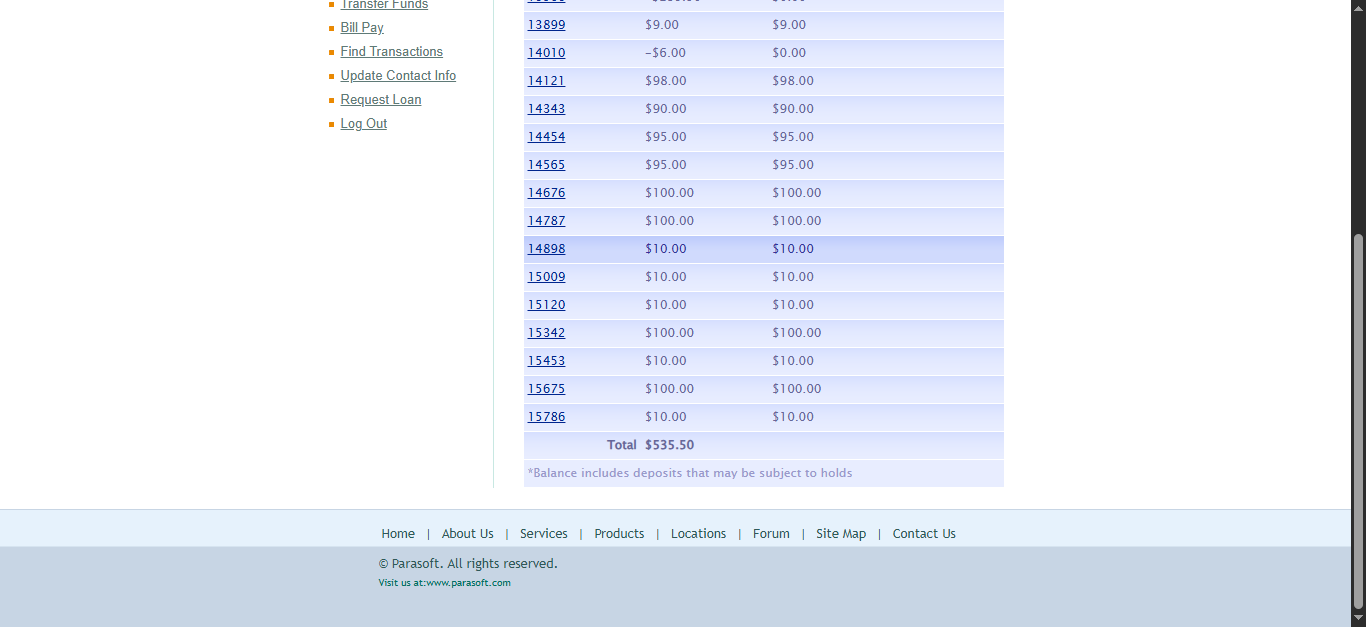 Transfer Funds
Bill Pay
Find Transactions
Update Contact Info
Request Loan
Log Out
13899 $9.00 $9.00
14010 -$6.00 $0.00
14121 $98.00 $98.00
14343 $90.00 $90.00
14454 $95.00 $95.00
14565 $95.00 $95.00
14676 $100.00 $100.00
14787 $100.00 $100.00
14898 $10.00 $10.00
15009 $10.00 $10.00
15120 $10.00 $10.00
15342 $100.00 $100.00
15453 $10.00 $10.00
15675 $100.00 $100.00
15786 $10.00 $10.00
Total $535.50
*Balance includes deposits that may be subject to holds
Home | About Us | Services | Products | Locations | Forum | Site Map | Contact Us
© Parasoft. All rights reserved.
Visit us at:www.parasoft.com